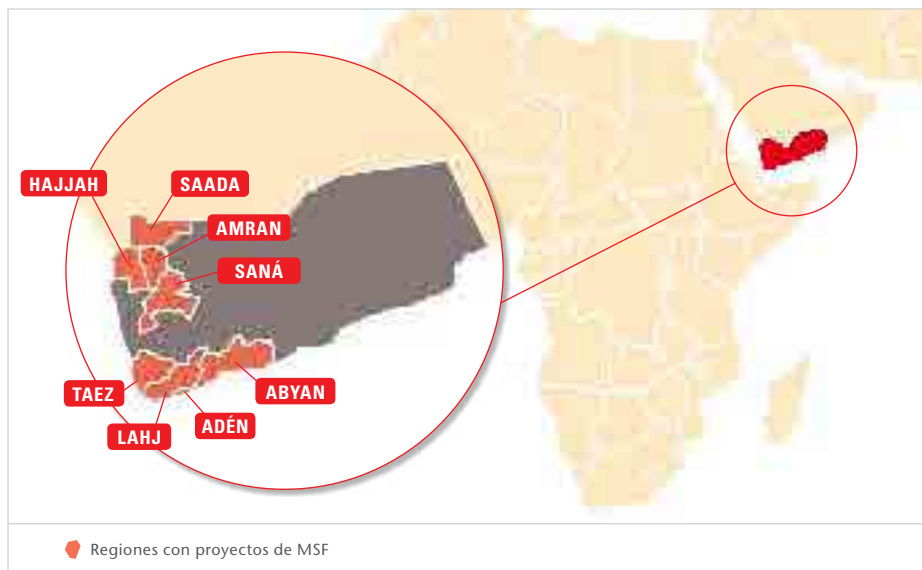 HAJJAH
SAADA
AMRAN
SANÁ
TAEZ
ABYAN
ADÉN
LAHJ
Regiones con proyectos de MSF